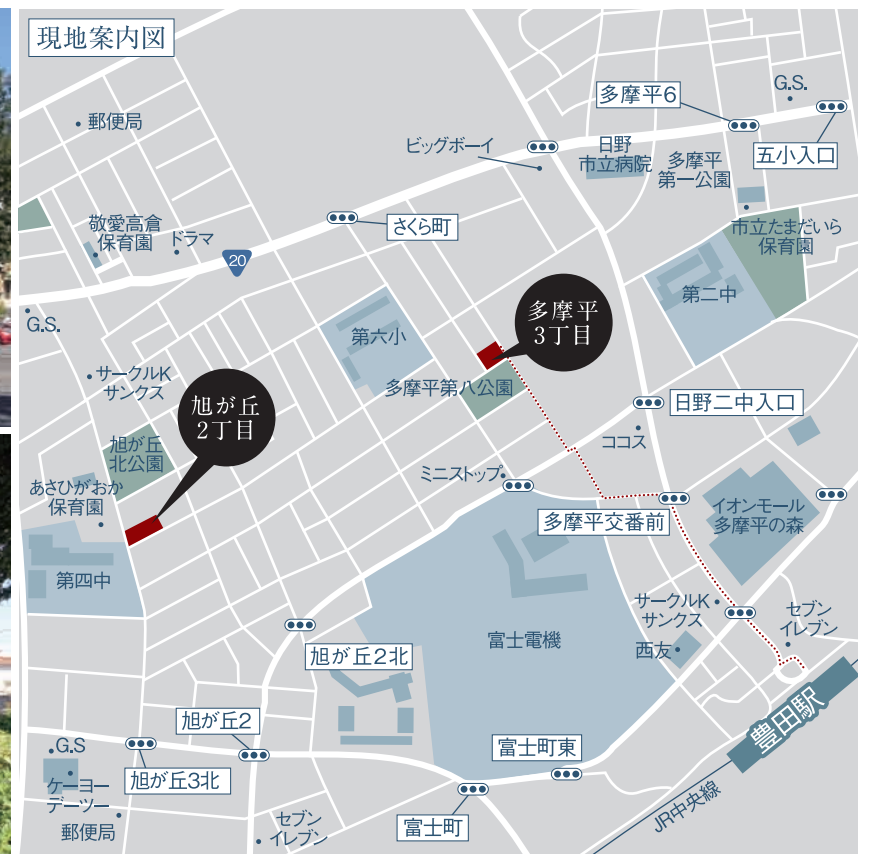 現地案内図
G.S.
多摩平6
郵便局
五小入口
ビッグボーイ
日野
市立病院
多摩平
第一公園
敬愛高倉
保育園
ドラマ
さくら町
市立たまだいら
保育園
20
第二中
G.S.
第六小
多摩平
3丁目
サークルK
サンクス
多摩平第八公園
旭が丘
2丁目
日野二中入口
旭が丘
北公園
ココス
ミニストップ
あさひがおか
保育園
イオンモール
多摩平の森
多摩平交番前
第四中
サークルK
サンクス
セブン
イレブン
富士電機
西友
旭が丘2北
旭が丘2
豊田駅
G.S
富士町東
旭が丘3北
ケーヨー
デーツー
JR中央線
郵便局
セブン
イレブン
富士町